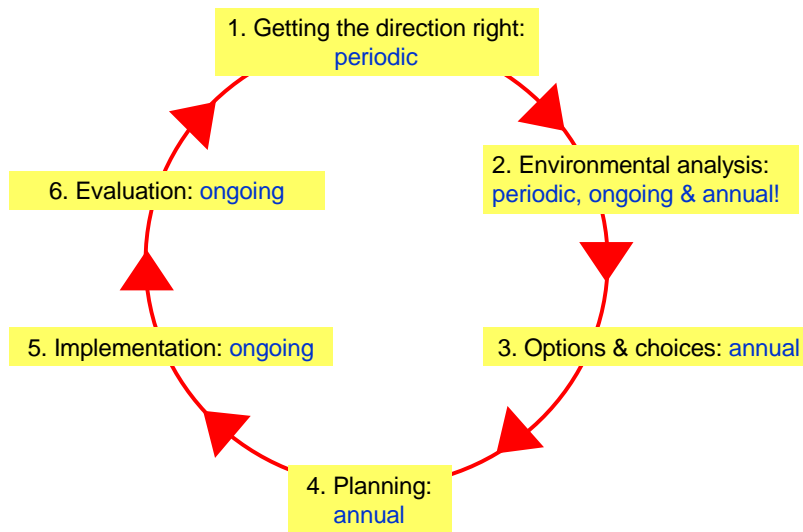 1. Getting the direction right:
periodic
2. Environmental analysis:
periodic, ongoing & annual!
3. Options & choices: annual
4. Planning:
annual
5. Implementation: ongoing
6. Evaluation: ongoing